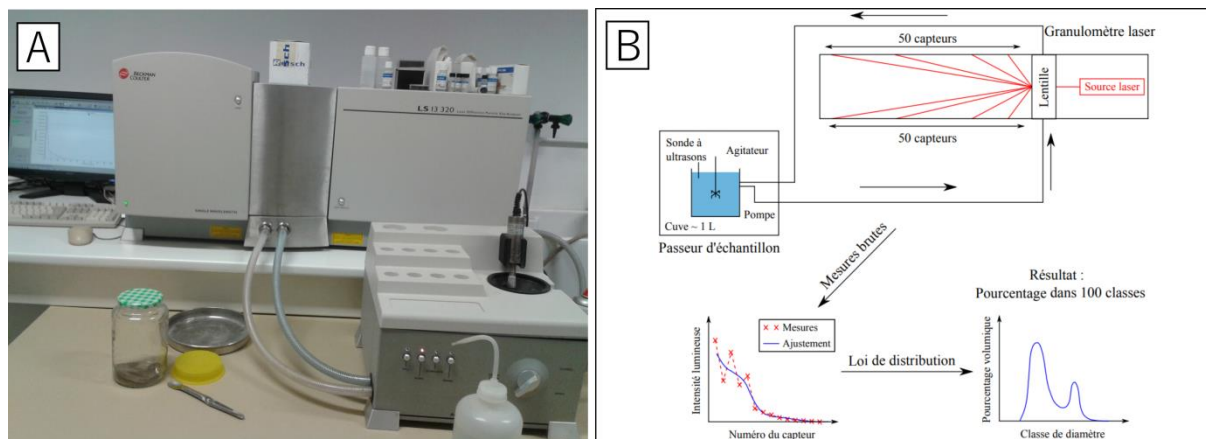 A
BECKMAN
COULTER
LS 13 320
B
50 capteurs
Granulomètre laser
Lentille
Source laser
50 capteurs
Sonde à
ultrasons
Agitateur
Pompe
Cuve ~ 1 L
Passeur d'échantillon
Mesures brutes
Résultat :
Pourcentage dans 100 classes
Intensité lumineuse
Mesures
Ajustement
Numéro du capteur
Loi de distribution
Pourcentage volumique
Classe de diamètre